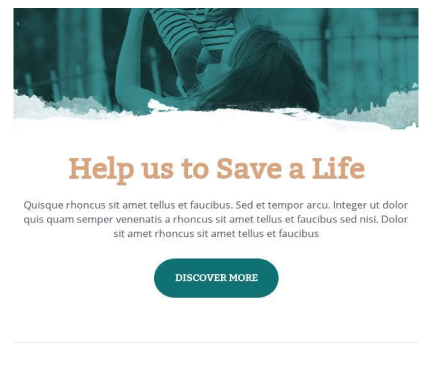 Help us to Save a Life
Quisque rhoncus sit amet tellus et faucibus. Sed et tempor arcu. Integer ut dolor
quis quam semper venenatis a rhoncus sit amet tellus et faucibus sed nisi. Dolor
sit amet rhoncus sit amet tellus et faucibus
DISCOVER MORE